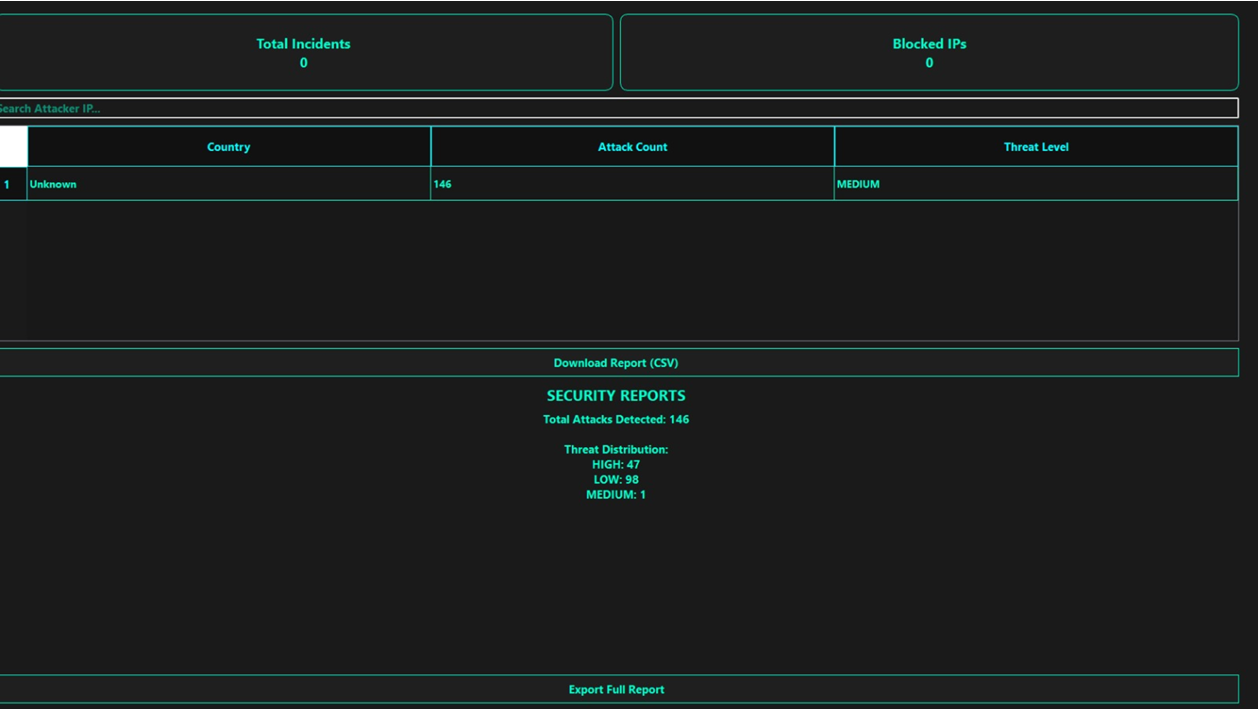 Total Incidents
0
Blocked IPs
0
Search Attacker IP...
Country Attack Count Threat Level
1 Unknown 146 MEDIUM
Download Report (CSV)
SECURITY REPORTS
Total Attacks Detected: 146
Threat Distribution:
HIGH: 47
LOW: 98
MEDIUM: 1
Export Full Report